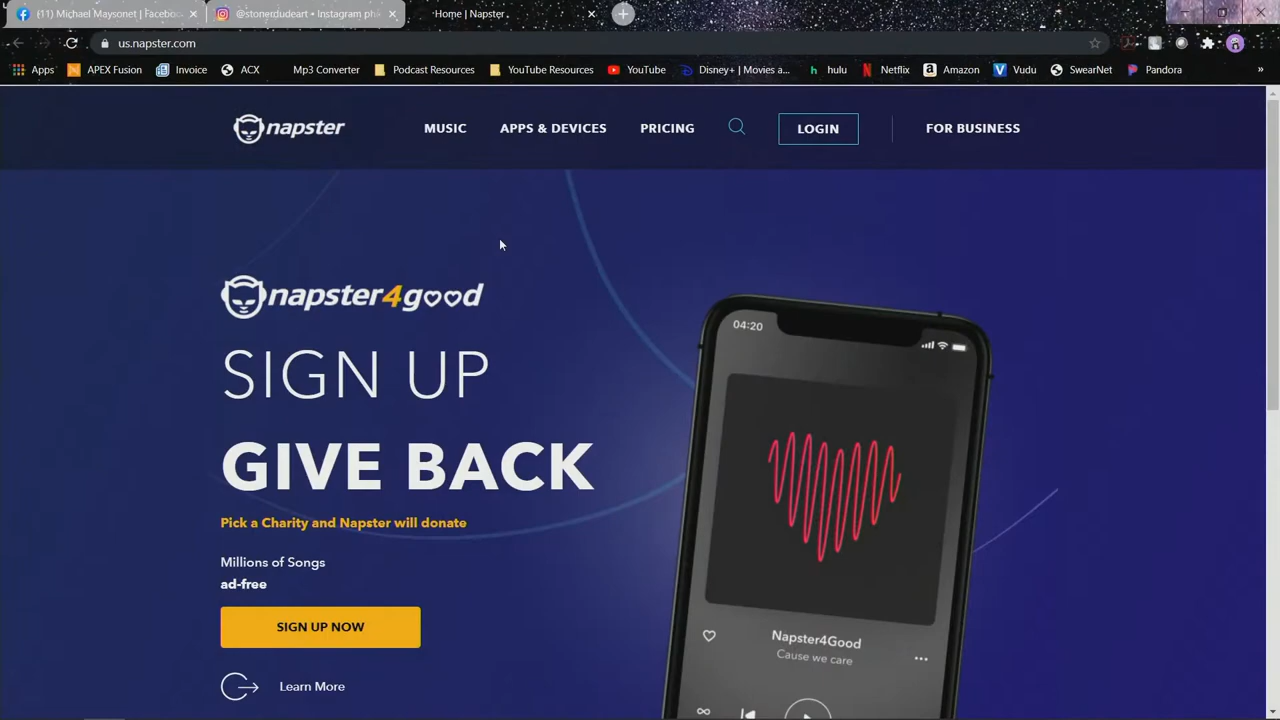 (11) Michael Maysonet | Facebo
@stonerdudeart • Instagram ph
Home | Napster
us.napster.com
Apps APEX Fusion Invoice ACX Mp3 Converter Podcast Resources YouTube Resources YouTube Disney+ | Movies a... hulu Netflix Amazon Vudu SwearNet Pandora »
napster MUSIC APPS & DEVICES PRICING LOGIN FOR BUSINESS
napster4good
SIGN UP
GIVE BACK
Pick a Charity and Napster will donate
Millions of Songs
ad-free
SIGN UP NOW
Learn More
04:20
Napster4Good
Cause we care